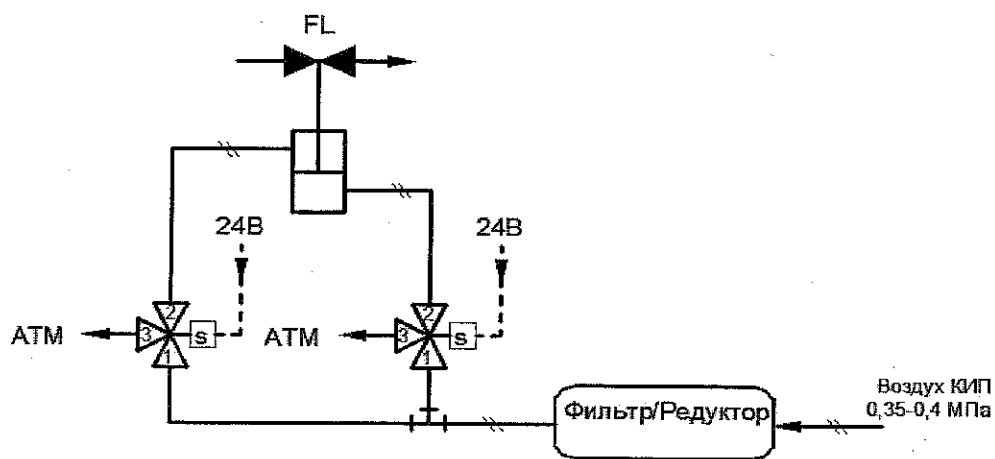 FL
24В
24В
2
2
АТМ
3
s
АТМ
3
s
1
1
Воздух КИП
Фильтр/Редуктор
0,35-0,4 МПа